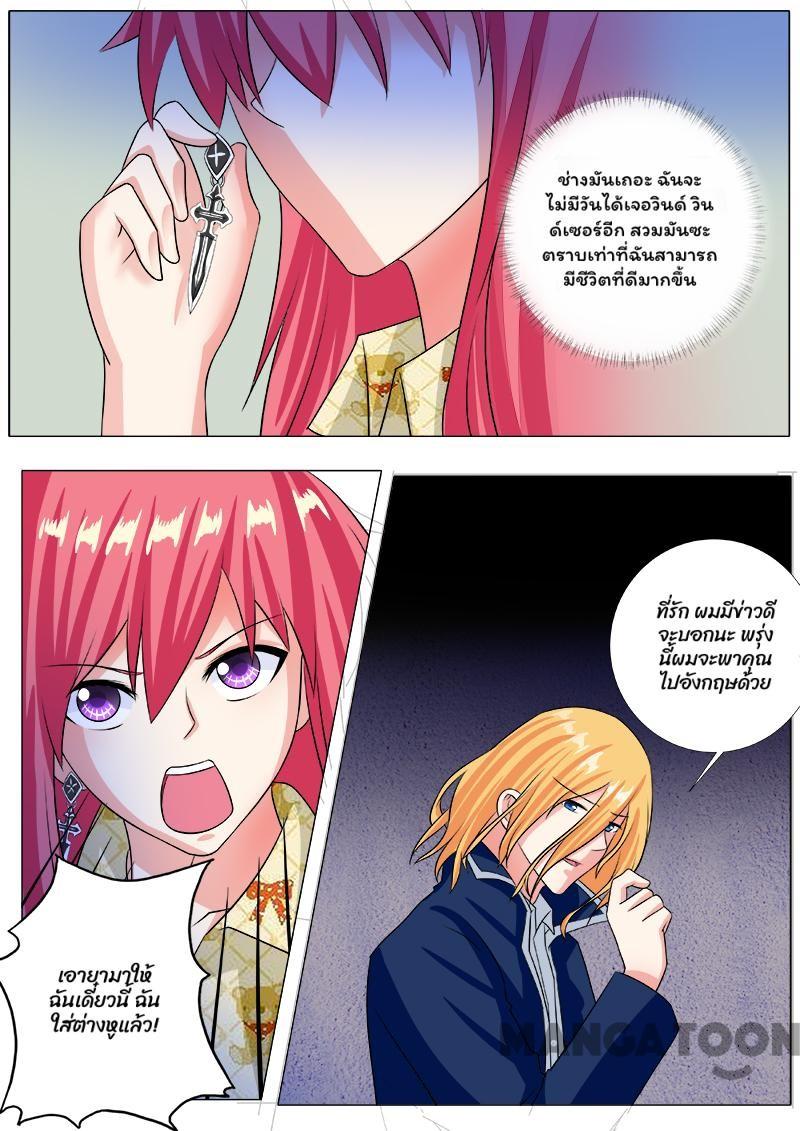 ช่างมันเถอะ ฉันจะ
ไม่มีวันได้เจอวินด์ วิน
ด์เซอร์อีก สวมมันซะ
ตราบเท่าที่ฉันสามารถ
มีชีวิตที่ดีมากขึ้น
ที่รัก ผมมีข่าวดี
จะบอกนะ พรุ่ง
นี้ผมจะพาคุณ
ไปอังกฤษด้วย
เอายามาให้
ฉันเดี๋ยวนี้ ฉัน
ใส่ต่างหูแล้ว!
MANGATOON